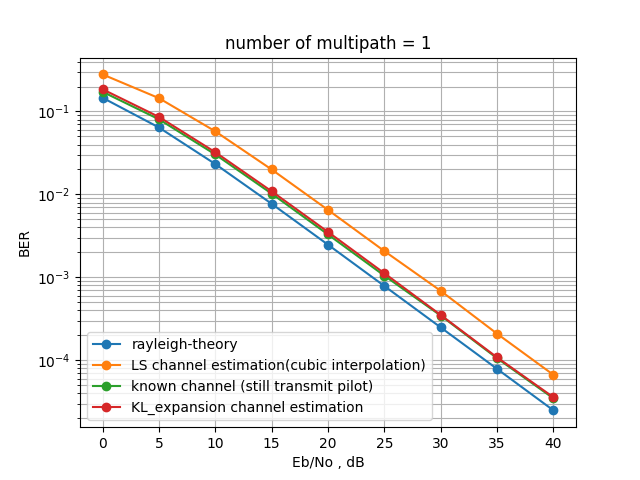 number of multipath = 1
BER
10⁻¹
10⁻²
10⁻³
10⁻⁴
rayleigh-theory
LS channel estimation(cubic interpolation)
known channel (still transmit pilot)
KL_expansion channel estimation
0 5 10 15 20 25 30 35 40
Eb/No , dB